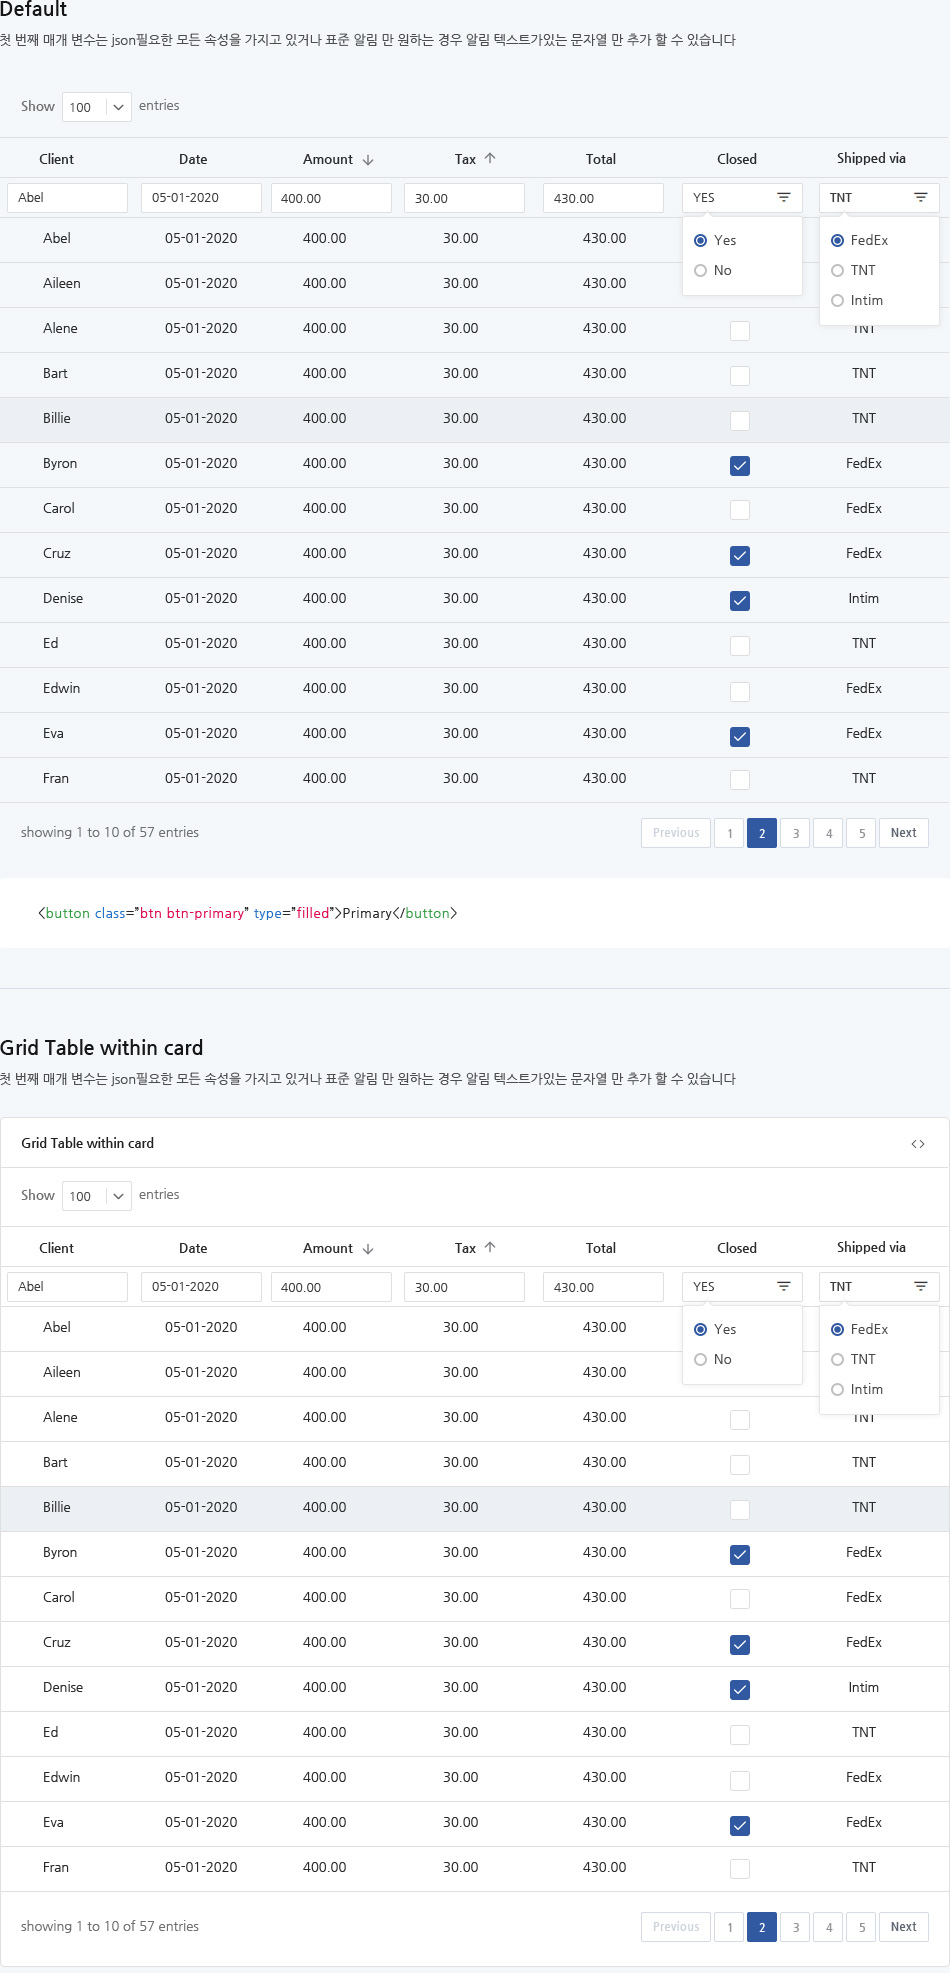 Default
첫 번째 매개 변수는 json필요한 모든 속성을 가지고 있거나 표준 알림 만 원하는 경우 알림 텍스트가있는 문자열 만 추가 할 수 있습니다
Show 100 entries
Client Date Amount Tax Total Closed Shipped via
Abel 05-01-2020 400.00 30.00 430.00 YES TNT
Abel 05-01-2020 400.00 30.00 430.00 Yes FedEx
Aileen 05-01-2020 400.00 30.00 430.00 No TNT
Intim
Alene 05-01-2020 400.00 30.00 430.00 TNT
Bart 05-01-2020 400.00 30.00 430.00 TNT
Billie 05-01-2020 400.00 30.00 430.00 TNT
Byron 05-01-2020 400.00 30.00 430.00 FedEx
Carol 05-01-2020 400.00 30.00 430.00 FedEx
Cruz 05-01-2020 400.00 30.00 430.00 FedEx
Denise 05-01-2020 400.00 30.00 430.00 Intim
Ed 05-01-2020 400.00 30.00 430.00 TNT
Edwin 05-01-2020 400.00 30.00 430.00 FedEx
Eva 05-01-2020 400.00 30.00 430.00 FedEx
Fran 05-01-2020 400.00 30.00 430.00 TNT
showing 1 to 10 of 57 entries Previous 1 2 3 4 5 Next
<button class="btn btn-primary" type="filled">Primary</button>
Grid Table within card
첫 번째 매개 변수는 json필요한 모든 속성을 가지고 있거나 표준 알림 만 원하는 경우 알림 텍스트가있는 문자열 만 추가 할 수 있습니다
Grid Table within card <>
Show 100 entries
Client Date Amount Tax Total Closed Shipped via
Abel 05-01-2020 400.00 30.00 430.00 YES TNT
Abel 05-01-2020 400.00 30.00 430.00 Yes FedEx
Aileen 05-01-2020 400.00 30.00 430.00 No TNT
Intim
Alene 05-01-2020 400.00 30.00 430.00 TNT
Bart 05-01-2020 400.00 30.00 430.00 TNT
Billie 05-01-2020 400.00 30.00 430.00 TNT
Byron 05-01-2020 400.00 30.00 430.00 FedEx
Carol 05-01-2020 400.00 30.00 430.00 FedEx
Cruz 05-01-2020 400.00 30.00 430.00 FedEx
Denise 05-01-2020 400.00 30.00 430.00 Intim
Ed 05-01-2020 400.00 30.00 430.00 TNT
Edwin 05-01-2020 400.00 30.00 430.00 FedEx
Eva 05-01-2020 400.00 30.00 430.00 FedEx
Fran 05-01-2020 400.00 30.00 430.00 TNT
showing 1 to 10 of 57 entries Previous 1 2 3 4 5 Next